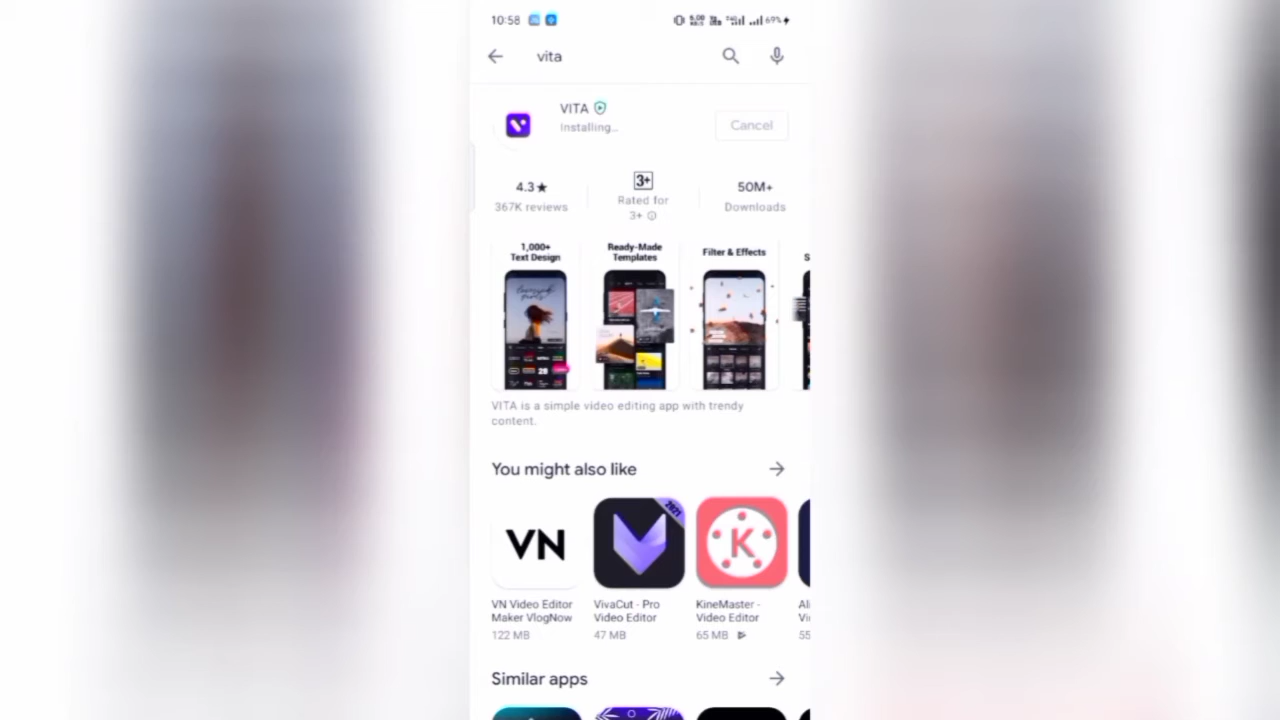 10:58
69%
vita
VITA
Installing...
Cancel
4.3★
367K reviews
3+
Rated for
3+
50M+
Downloads
1,000+
Text Design
Ready-Made
Templates
Filter & Effects
VITA is a simple video editing app with trendy
content.
You might also like
VN
2021
K
VN Video Editor
Maker VlogNow
122 MB
VivaCut - Pro
Video Editor
47 MB
KineMaster -
Video Editor
65 MB
Similar apps